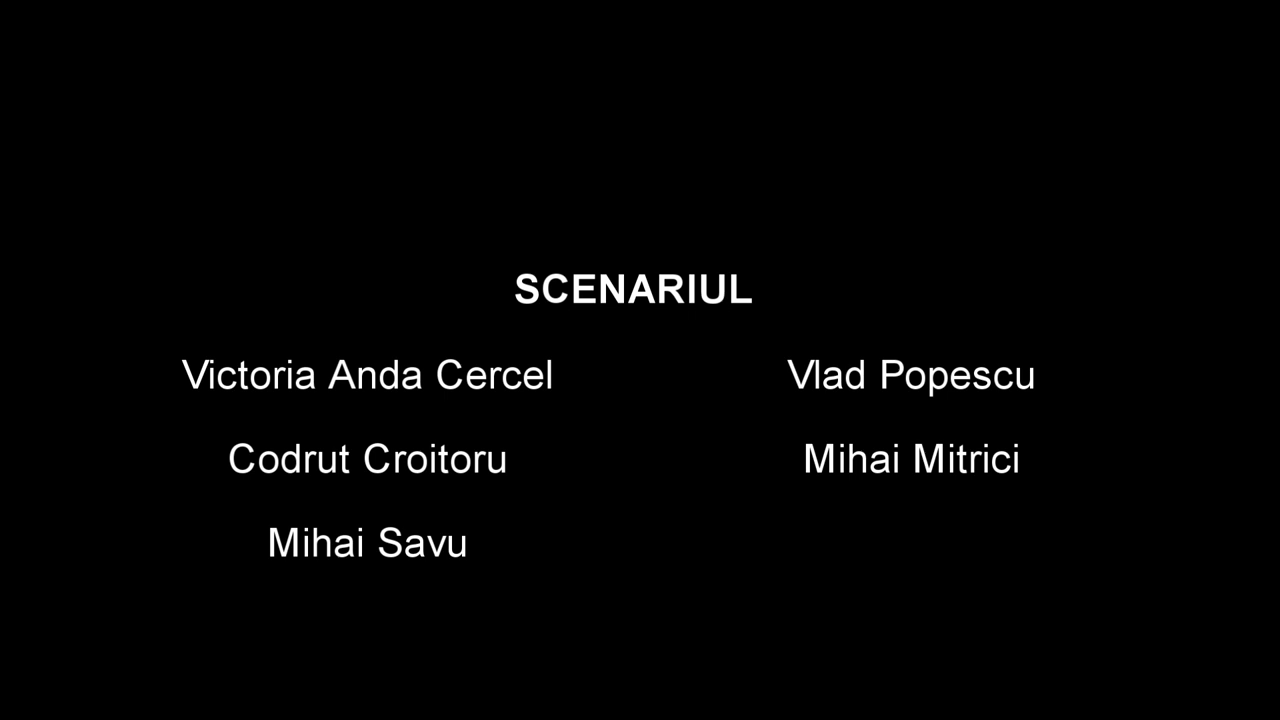 SCENARIUL
Victoria Anda Cercel
Vlad Popescu
Codrut Croitoru
Mihai Mitrici
Mihai Savu